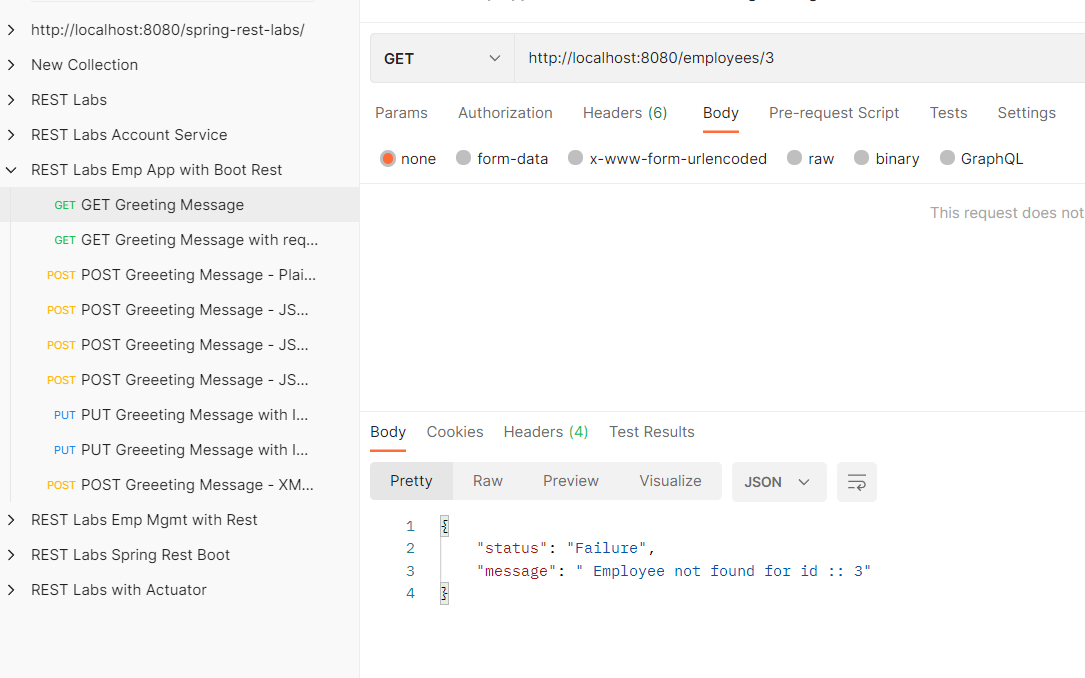 http://localhost:8080/spring-rest-labs/
New Collection
REST Labs
REST Labs Account Service
REST Labs Emp App with Boot Rest
GET GET Greeting Message
GET GET Greeting Message with req...
POST POST Greeeting Message - Plai...
POST POST Greeeting Message - JS...
POST POST Greeeting Message - JS...
POST POST Greeeting Message - JS...
PUT PUT Greeeting Message with I...
PUT PUT Greeeting Message with I...
POST POST Greeeting Message - XM...
REST Labs Emp Mgmt with Rest
REST Labs Spring Rest Boot
REST Labs with Actuator
GET http://localhost:8080/employees/3
Params Authorization Headers (6) Body Pre-request Script Tests Settings
none form-data x-www-form-urlencoded raw binary GraphQL
This request does not
Body Cookies Headers (4) Test Results
Pretty Raw Preview Visualize JSON
1 {
2 "status": "Failure",
3 "message": " Employee not found for id :: 3"
4 }